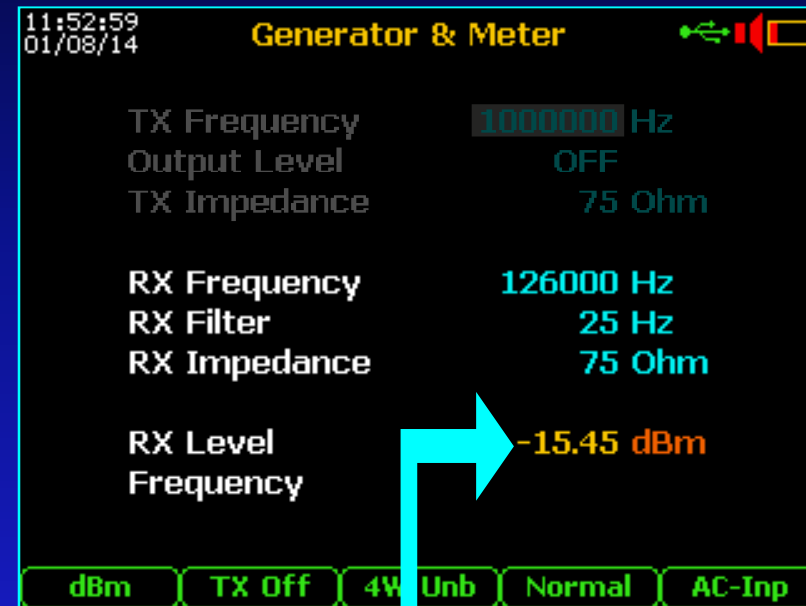 11:52:59
01/08/14
Generator & Meter
TX Frequency 1000000 Hz
Output Level OFF
TX Impedance 75 Ohm
RX Frequency 126000 Hz
RX Filter 25 Hz
RX Impedance 75 Ohm
RX Level -15.45 dBm
Frequency
dBm TX Off 4W Unb Normal AC-Inp